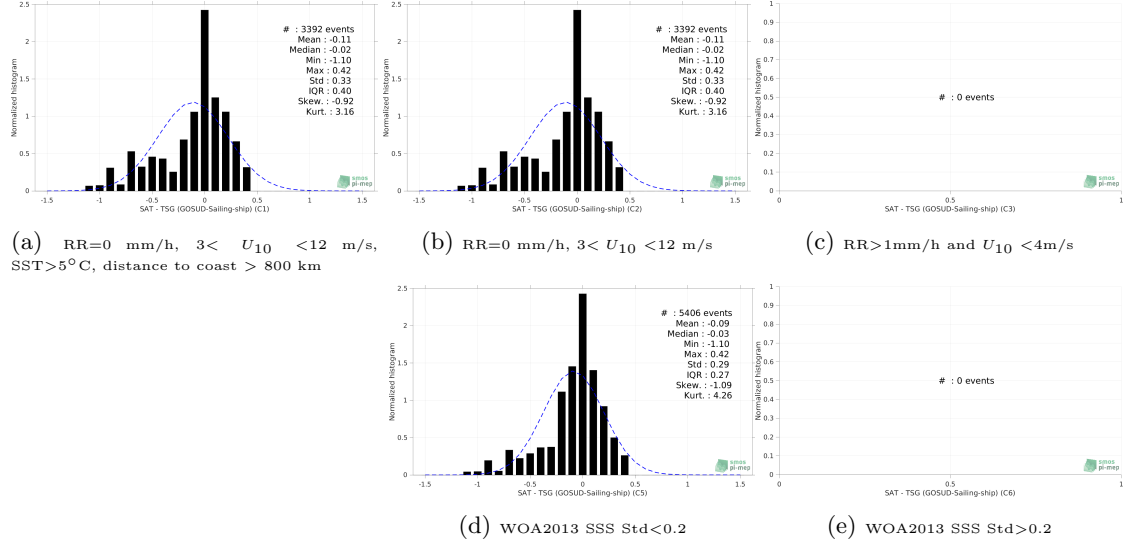 2.5
2
1.5
1
0.5
0
Normalized histogram
# : 3392 events
Mean : -0.11
Median : -0.02
Min : -1.10
Max : 0.42
Std : 0.33
IQR : 0.40
Skew. : -0.92
Kurt. : 3.16
smos
pi-mep
-1.5 -1 -0.5 0 0.5 1 1.5
SAT - TSG (GOSUD-Sailing-ship) (C1)
2.5
2
1.5
1
0.5
0
Normalized histogram
# : 3392 events
Mean : -0.11
Median : -0.02
Min : -1.10
Max : 0.42
Std : 0.33
IQR : 0.40
Skew. : -0.92
Kurt. : 3.16
smos
pi-mep
-1.5 -1 -0.5 0 0.5 1 1.5
SAT - TSG (GOSUD-Sailing-ship) (C2)
1
0.9
0.8
0.7
0.6
0.5
0.4
0.3
0.2
0.1
0
Normalized histogram
# : 0 events
smos
pi-mep
0 1
SAT - TSG (GOSUD-Sailing-ship) (C3)
(a) RR=0 mm/h, 3< U10 <12 m/s,
SST>5°C, distance to coast > 800 km
(b) RR=0 mm/h, 3< U10 <12 m/s
(c) RR>1mm/h and U10 <4m/s
2.5
2
1.5
1
0.5
0
Normalized histogram
# : 5406 events
Mean : -0.09
Median : -0.03
Min : -1.10
Max : 0.42
Std : 0.29
IQR : 0.27
Skew. : -1.09
Kurt. : 4.26
smos
pi-mep
-1.5 -1 -0.5 0 0.5 1 1.5
SAT - TSG (GOSUD-Sailing-ship) (C5)
1
0.9
0.8
0.7
0.6
0.5
0.4
0.3
0.2
0.1
0
Normalized histogram
# : 0 events
smos
pi-mep
0 1
SAT - TSG (GOSUD-Sailing-ship) (C6)
(d) WOA2013 SSS Std<0.2
(e) WOA2013 SSS Std>0.2